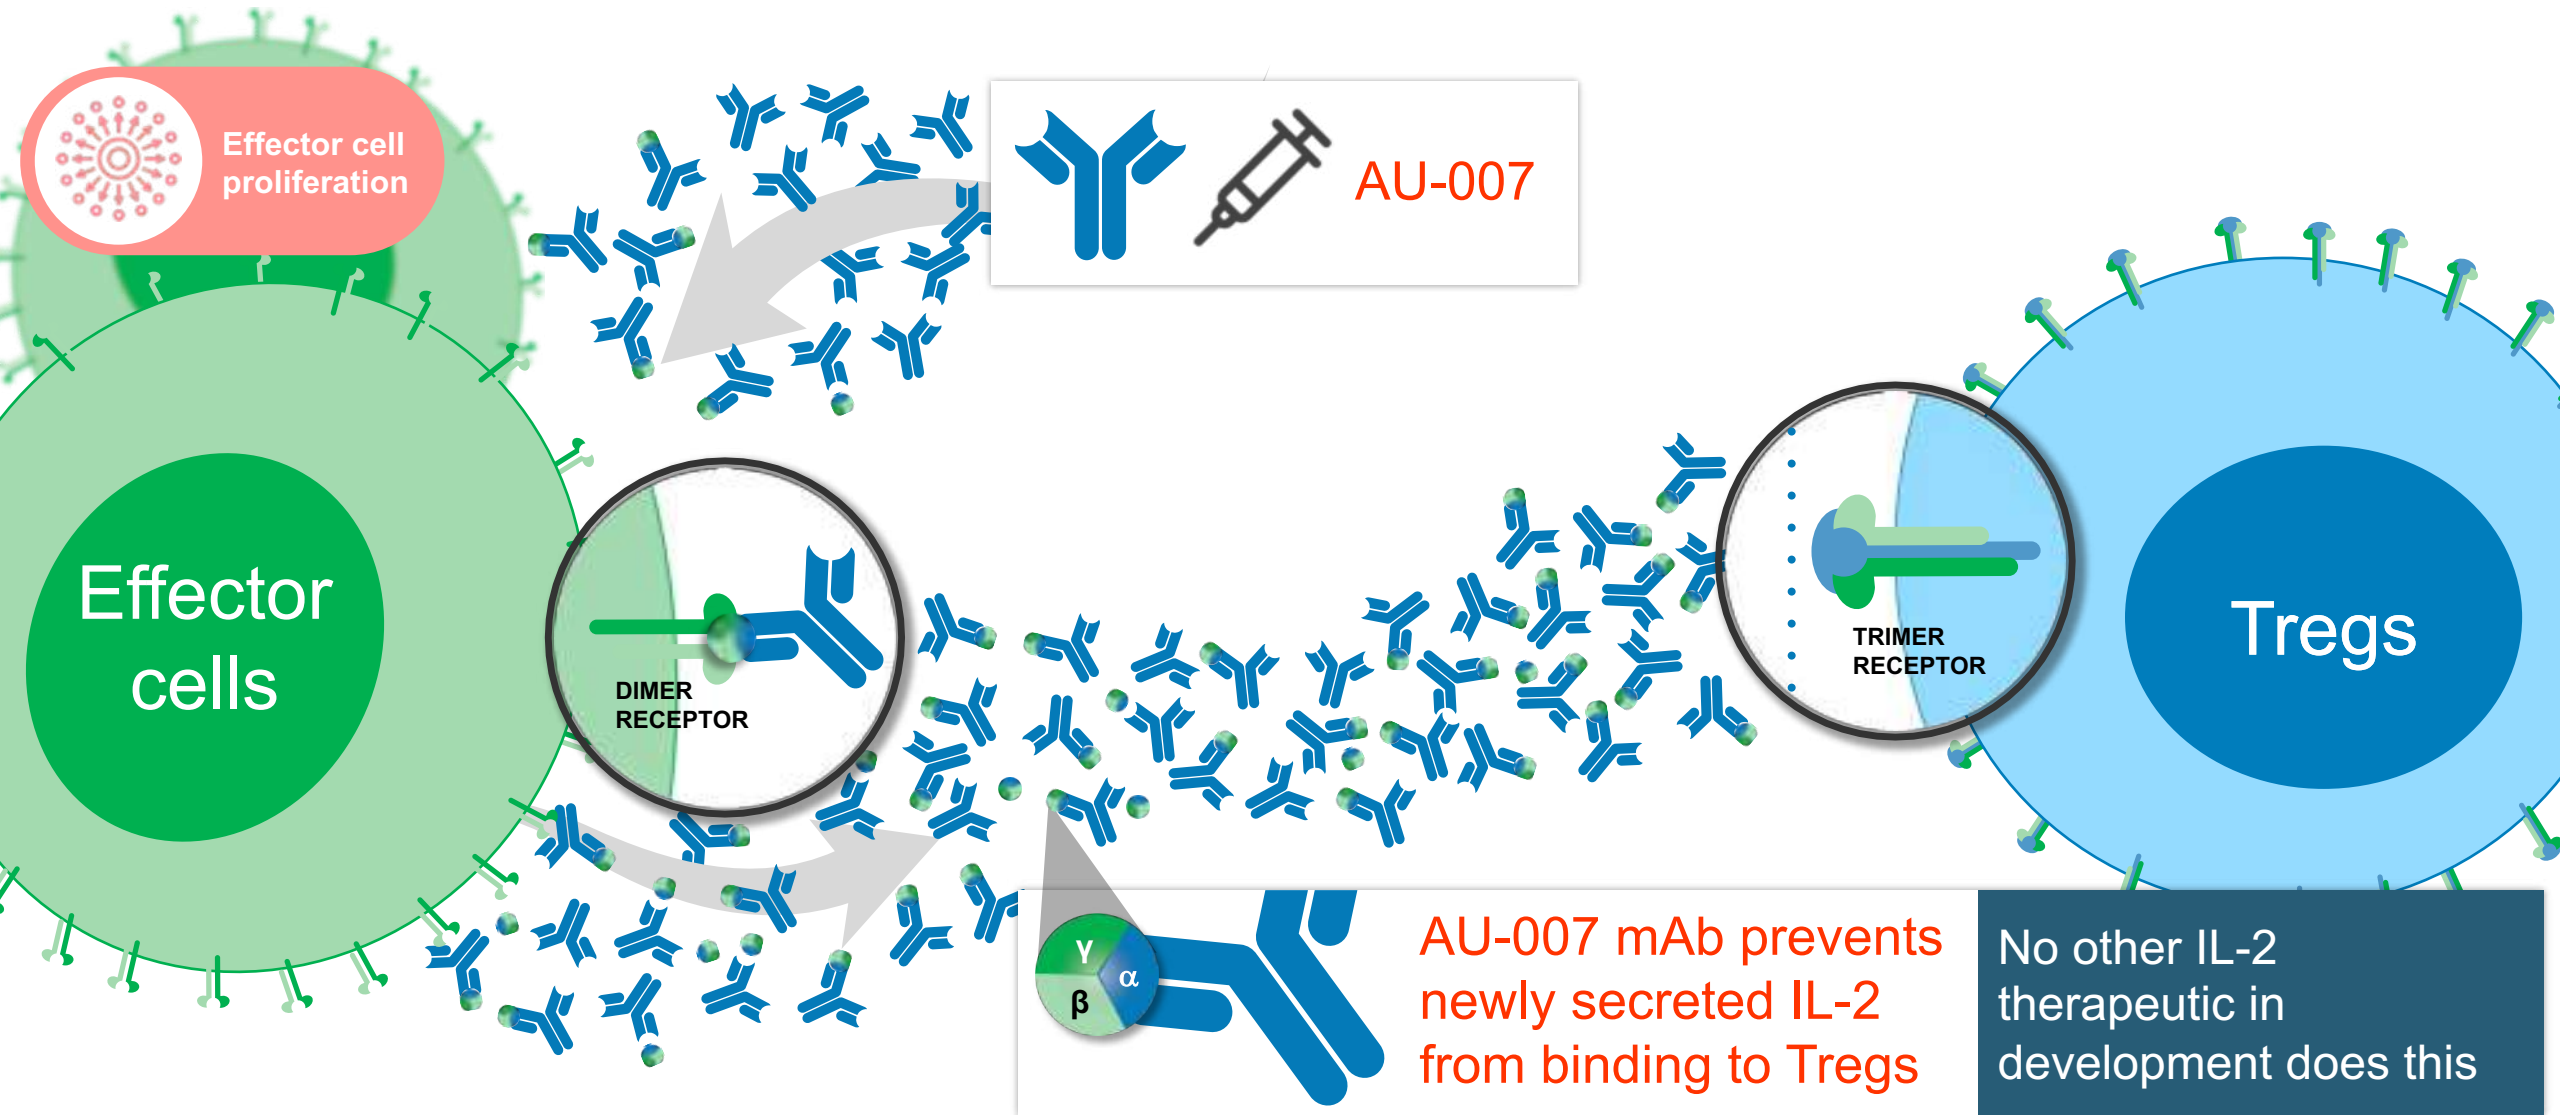 Effector cell
proliferation
AU-007
Effector
cells
DIMER
RECEPTOR
TRIMER
RECEPTOR
Tregs
γ
α
β
AU-007 mAb prevents
newly secreted IL-2
from binding to Tregs
No other IL-2
therapeutic in
development does this